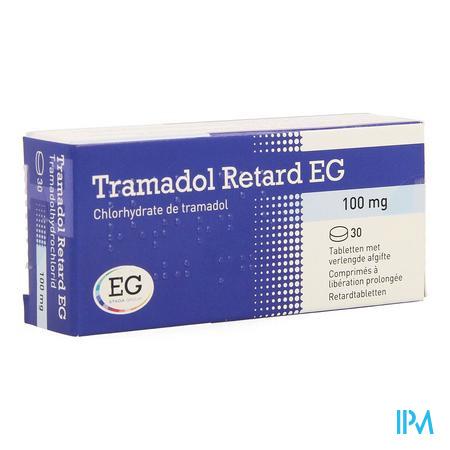 Tramadol Retard EG
Chlorhydrate de tramadol
100 mg
30
Tabletten met
verlengde afgifte
Comprimés à
libération prolongée
Retardtabletten
EG
STADA GROUP
Tramadol Retard EG
Tramadolhydrochlorid
30
100 mg
IPM